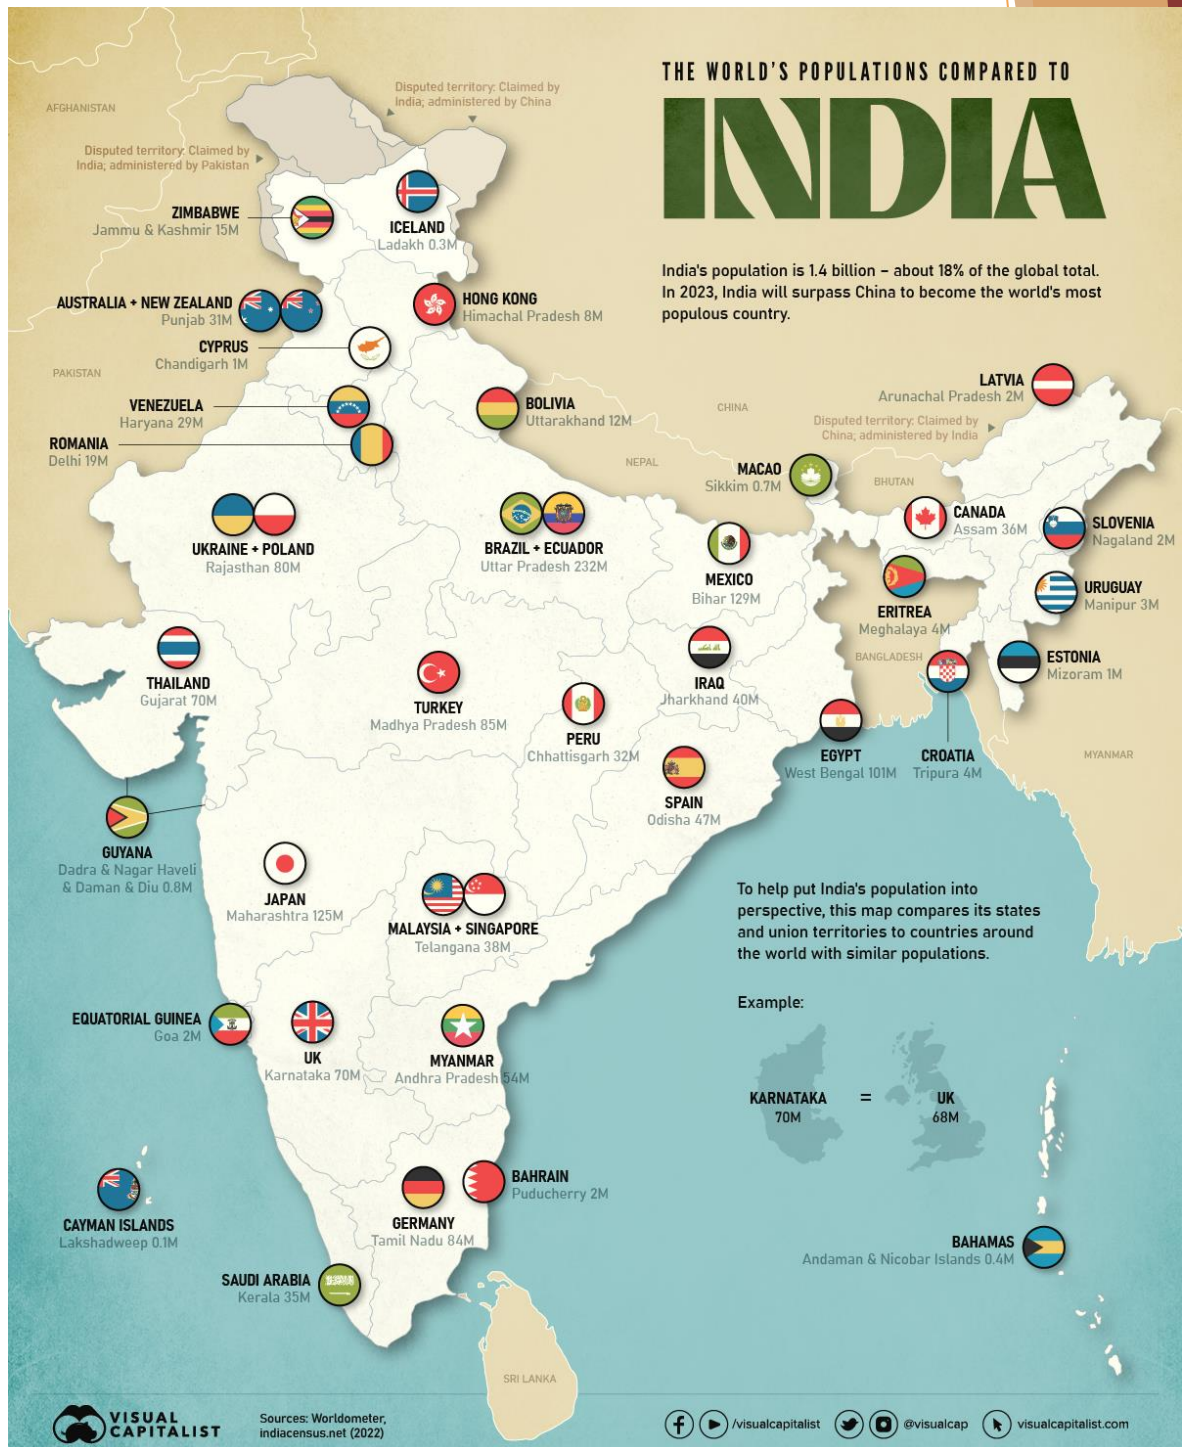 THE WORLD'S POPULATIONS COMPARED TO
INDIA
India's population is 1.4 billion – about 18% of the global total.
In 2023, India will surpass China to become the world's most
populous country.
AFGHANISTAN
Disputed territory: Claimed by
India; administered by China
Disputed territory: Claimed by
India; administered by Pakistan
ZIMBABWE
Jammu & Kashmir 15M
ICELAND
Ladakh 0.3M
AUSTRALIA + NEW ZEALAND
Punjab 31M
HONG KONG
Himachal Pradesh 8M
CYPRUS
Chandigarh 1M
PAKISTAN
VENEZUELA
Haryana 29M
BOLIVIA
Uttarakhand 12M
ROMANIA
Delhi 19M
CHINA
NEPAL
LATVIA
Arunachal Pradesh 2M
Disputed territory: Claimed by
China; administered by India
MACAO
Sikkim 0.7M
BHUTAN
CANADA
Assam 36M
SLOVENIA
Nagaland 2M
UKRAINE + POLAND
Rajasthan 80M
BRAZIL + ECUADOR
Uttar Pradesh 232M
MEXICO
Bihar 129M
ERITREA
Meghalaya 4M
URUGUAY
Manipur 3M
BANGLADESH
ESTONIA
Mizoram 1M
THAILAND
Gujarat 70M
TURKEY
Madhya Pradesh 85M
PERU
Chhattisgarh 32M
IRAQ
Jharkhand 40M
EGYPT
West Bengal 101M
CROATIA
Tripura 4M
MYANMAR
SPAIN
Odisha 47M
GUYANA
Dadra & Nagar Haveli
& Daman & Diu 0.8M
JAPAN
Maharashtra 125M
MALAYSIA + SINGAPORE
Telangana 38M
To help put India's population into
perspective, this map compares its states
and union territories to countries around
the world with similar populations.
Example:
KARNATAKA
70M
=
UK
68M
EQUATORIAL GUINEA
Goa 2M
UK
Karnataka 70M
MYANMAR
Andhra Pradesh 54M
CAYMAN ISLANDS
Lakshadweep 0.1M
GERMANY
Tamil Nadu 84M
BAHRAIN
Puducherry 2M
BAHAMAS
Andaman & Nicobar Islands 0.4M
SAUDI ARABIA
Kerala 35M
SRI LANKA
VISUAL
CAPITALIST
Sources: Worldometer,
indiacensus.net (2022)
/visualcapitalist
@visualcap
visualcapitalist.com